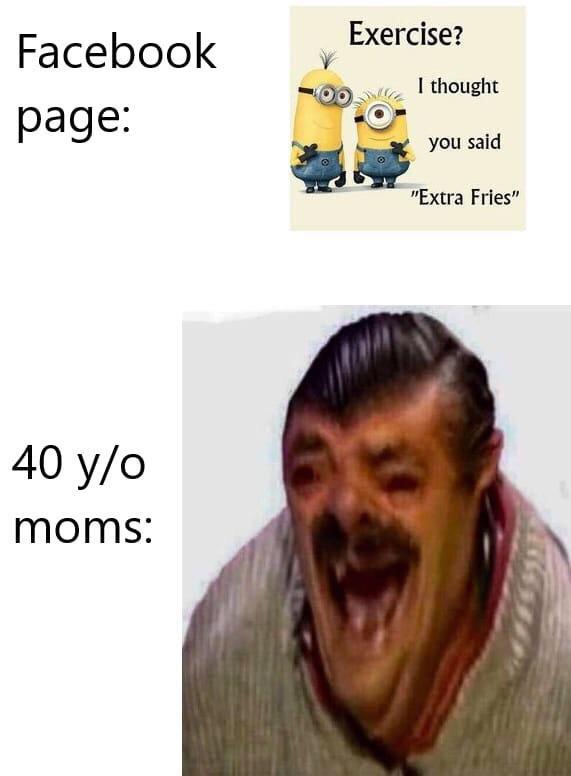 Facebook
page:
Exercise?
I thought
you said
"Extra Fries"
40 y/o
moms: